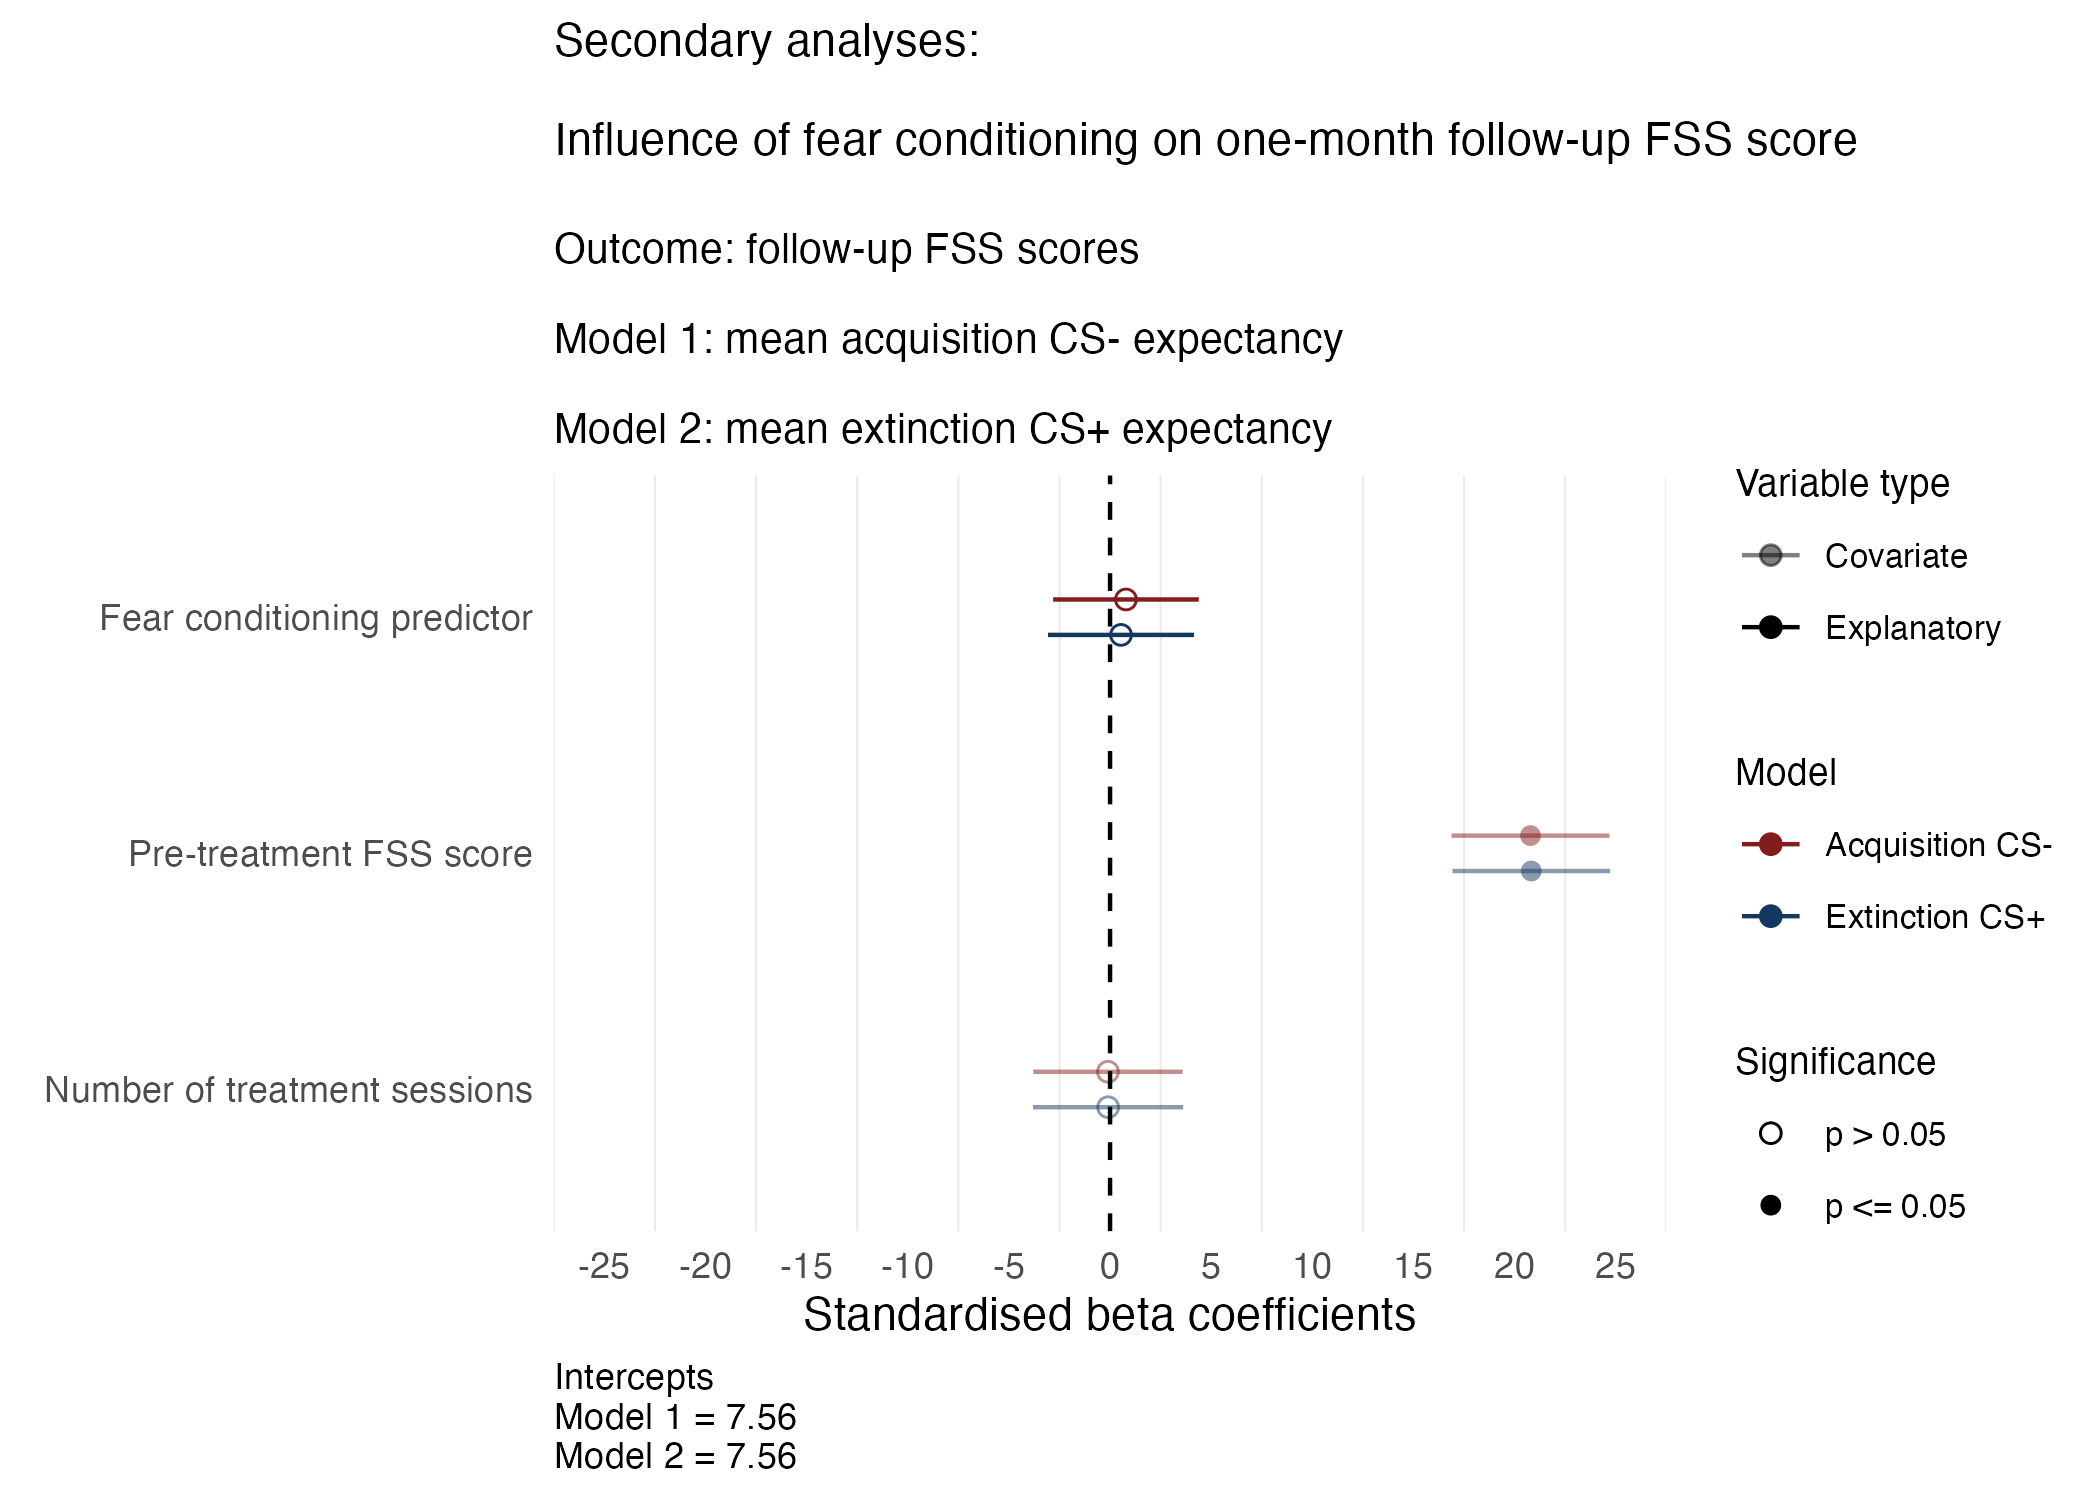 Secondary analyses:
Influence of fear conditioning on one-month follow-up FSS score
Outcome: follow-up FSS scores
Model 1: mean acquisition CS- expectancy
Model 2: mean extinction CS+ expectancy
Fear conditioning predictor
Pre-treatment FSS score
Number of treatment sessions
-25 -20 -15 -10 -5 0 5 10 15 20 25
Standardised beta coefficients
Intercepts
Model 1 = 7.56
Model 2 = 7.56
Variable type
Covariate
Explanatory
Model
Acquisition CS-
Extinction CS+
Significance
p > 0.05
p <= 0.05